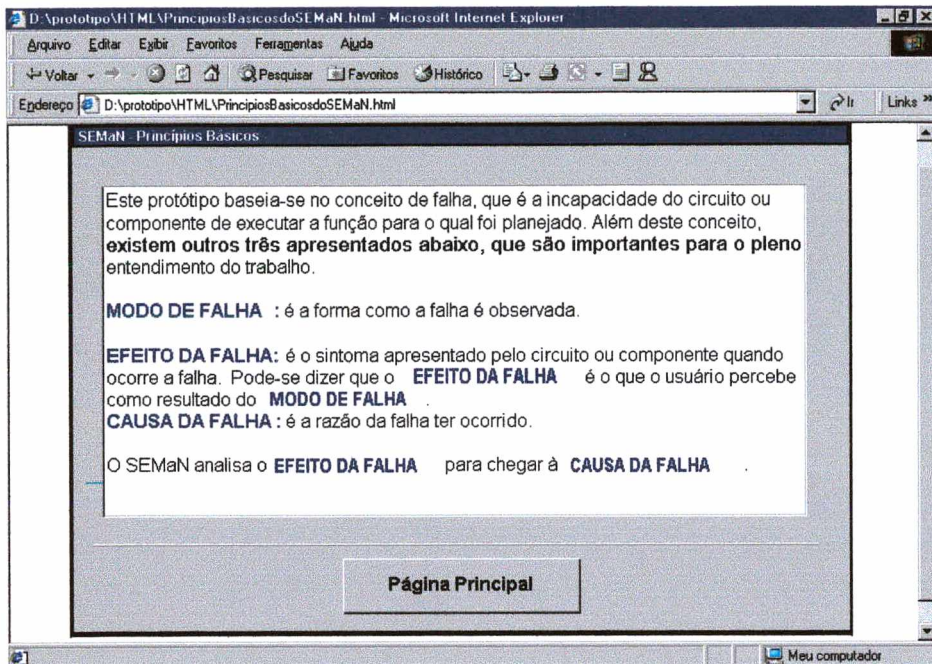 D:\prototipo\HTML\PrincipiosBasicosdoSEMaN.html - Microsoft Internet Explorer
Arquivo Editar Exibir Favoritos Ferramentas Ajuda
Voltar Pesquisar Favoritos Histórico
Endereço D:\prototipo\HTML\PrincipiosBasicosdoSEMaN.html Ir Links »
SEMaN - Princípios Básicos
Este protótipo baseia-se no conceito de falha, que é a incapacidade do circuito ou
componente de executar a função para o qual foi planejado. Além deste conceito,
existem outros três apresentados abaixo, que são importantes para o pleno
entendimento do trabalho.
MODO DE FALHA : é a forma como a falha é observada.
EFEITO DA FALHA: é o sintoma apresentado pelo circuito ou componente quando
ocorre a falha. Pode-se dizer que o EFEITO DA FALHA é o que o usuário percebe
como resultado do MODO DE FALHA .
CAUSA DA FALHA : é a razão da falha ter ocorrido.
O SEMaN analisa o EFEITO DA FALHA para chegar à CAUSA DA FALHA .
Página Principal
Meu computador